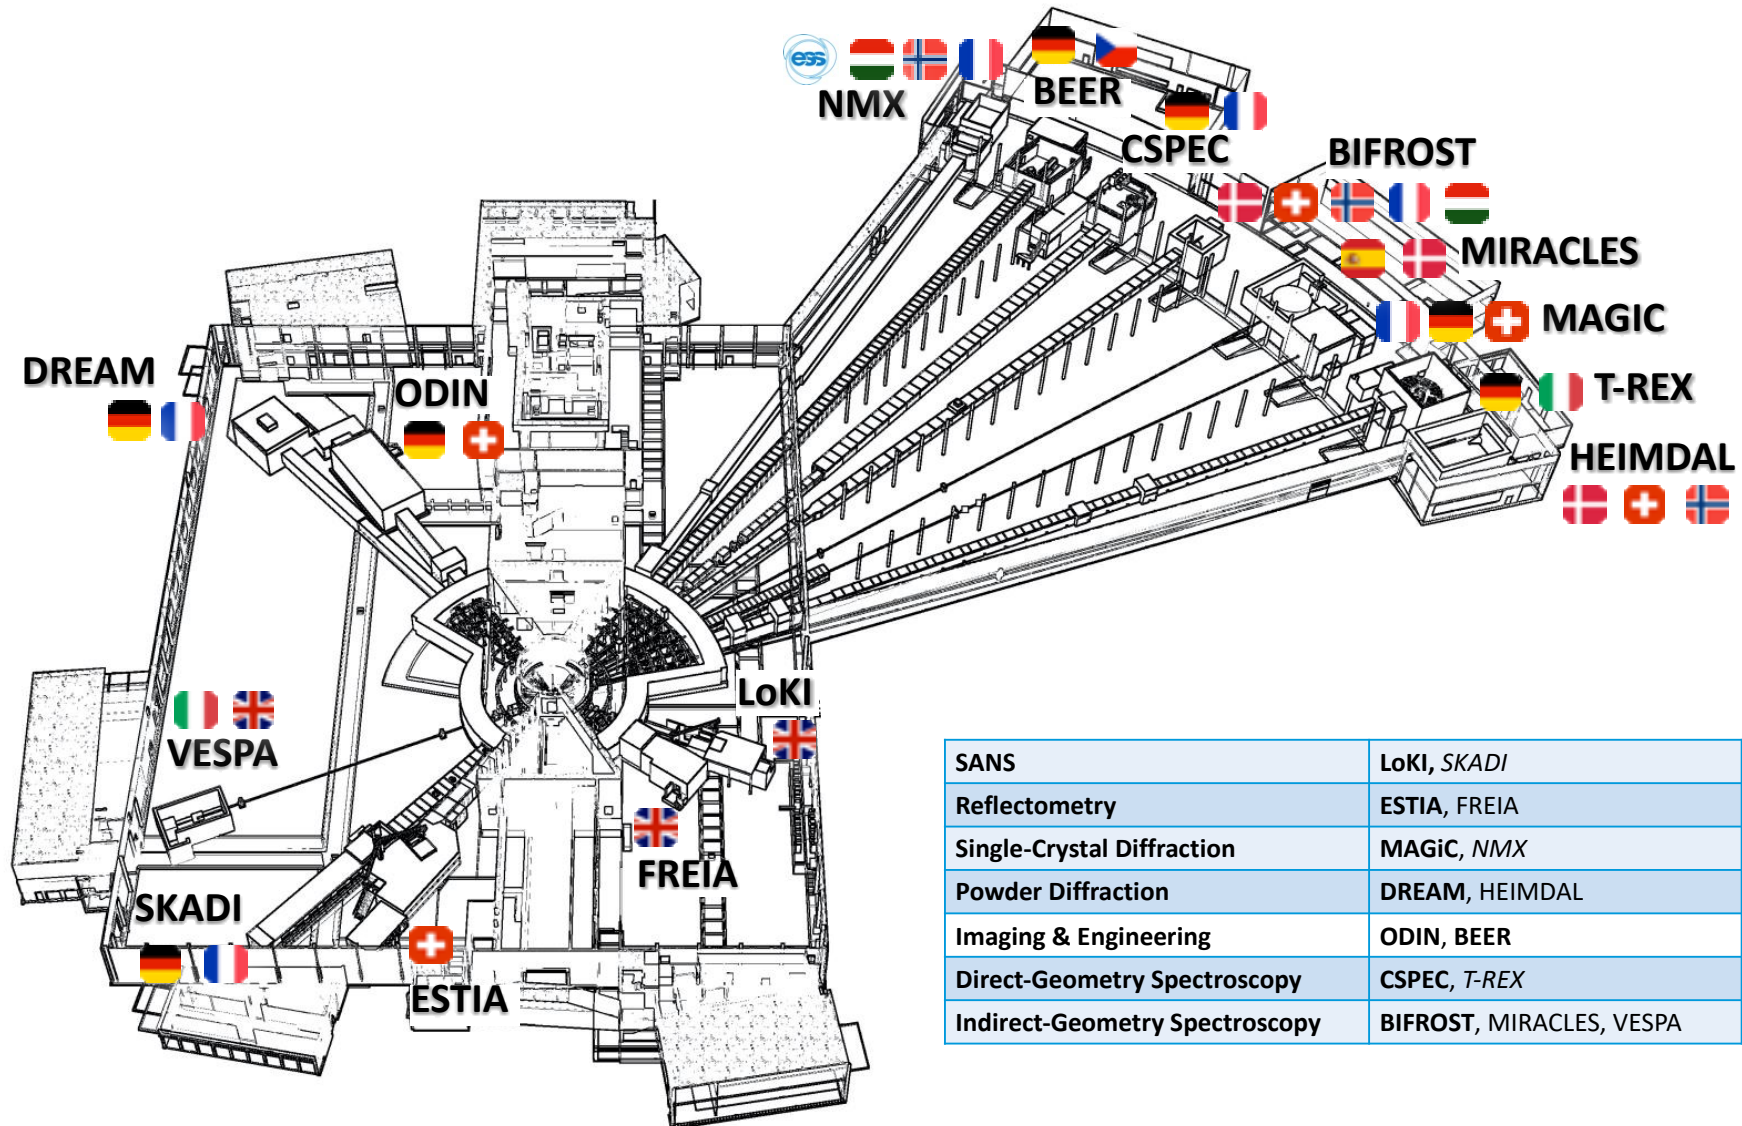 ess
NMX
BEER
CSPEC
BIFROST
MIRACLES
MAGIC
T-REX
HEIMDAL
DREAM
ODIN
LoKI
VESPA
FREIA
SKADI
ESTIA
SANS LoKI, SKADI
Reflectometry ESTIA, FREIA
Single-Crystal Diffraction MAGiC, NMX
Powder Diffraction DREAM, HEIMDAL
Imaging & Engineering ODIN, BEER
Direct-Geometry Spectroscopy CSPEC, T-REX
Indirect-Geometry Spectroscopy BIFROST, MIRACLES, VESPA